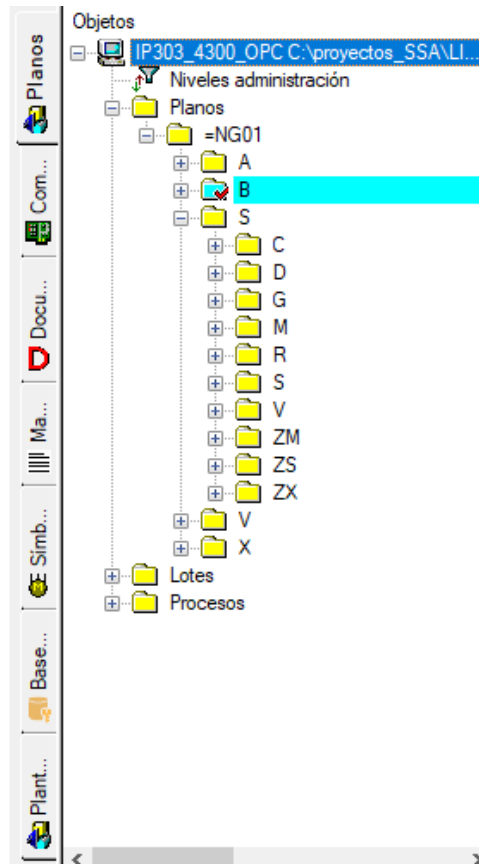 Objetos
IP303_4300_OPC C:\proyectos_SSA\LI...
Niveles administración
Planos
=NG01
A
B
S
C
D
G
M
R
S
V
ZM
ZS
ZX
V
X
Lotes
Procesos
Planos
Com...
Docu...
Ma...
Símb...
Base...
Plant...